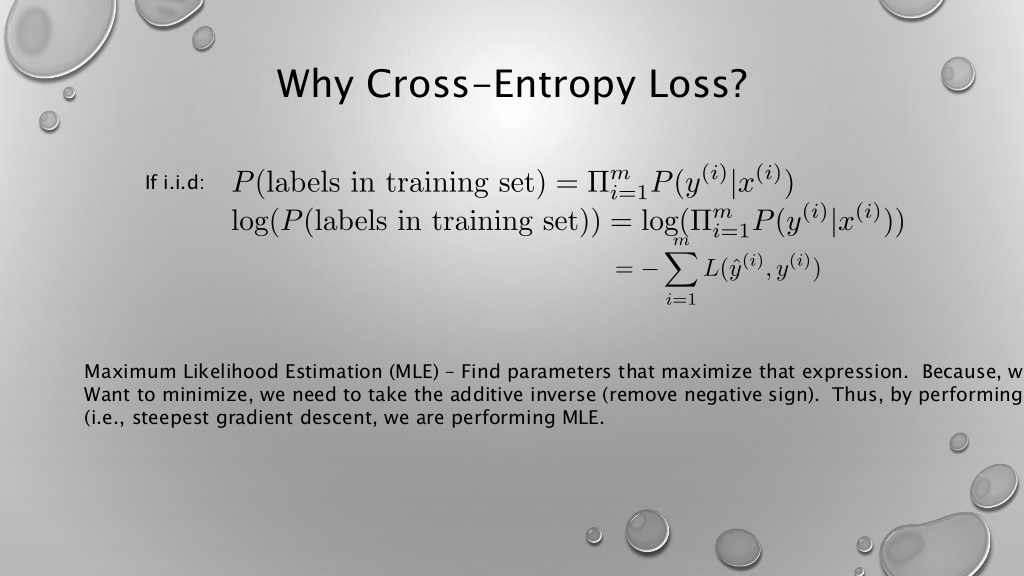 Why Cross-Entropy Loss?
If i.i.d: P(labels in training set) = Π_{i=1}^{m} P(y^{(i)}|x^{(i)})
log(P(labels in training set)) = log(Π_{i=1}^{m} P(y^{(i)}|x^{(i)}))
= − ∑_{i=1}^{m} L(ŷ^{(i)}, y^{(i)})
Maximum Likelihood Estimation (MLE) – Find parameters that maximize that expression. Because, w
Want to minimize, we need to take the additive inverse (remove negative sign). Thus, by performing
(i.e., steepest gradient descent, we are performing MLE.